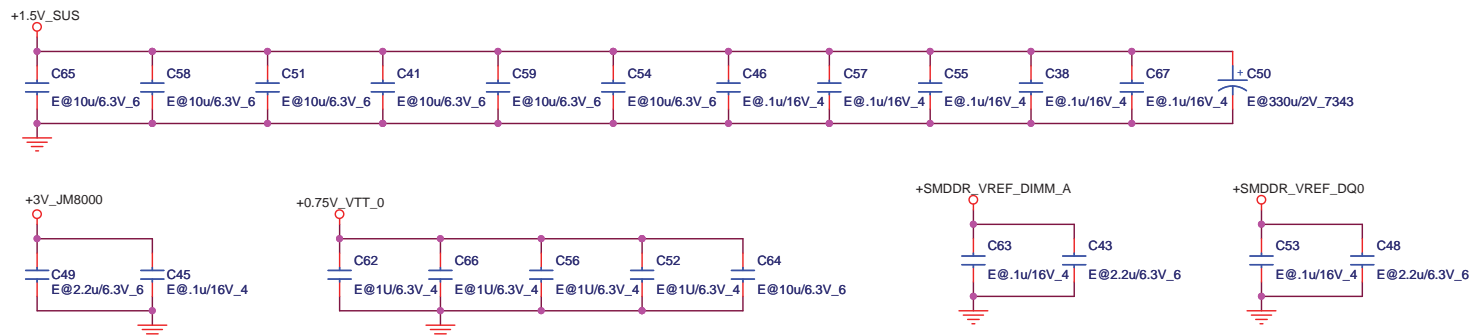 +1.5V_SUS
C65
E@10u/6.3V_6
C58
E@10u/6.3V_6
C51
E@10u/6.3V_6
C41
E@10u/6.3V_6
C59
E@10u/6.3V_6
C54
E@10u/6.3V_6
C46
E@.1u/16V_4
C57
E@.1u/16V_4
C55
E@.1u/16V_4
C38
E@.1u/16V_4
C67
E@.1u/16V_4
+
C50
E@330u/2V_7343
+3V_JM8000
C49
E@2.2u/6.3V_6
C45
E@.1u/16V_4
+0.75V_VTT_0
C62
E@1U/6.3V_4
C66
E@1U/6.3V_4
C56
E@1U/6.3V_4
C52
E@1U/6.3V_4
C64
E@10u/6.3V_6
+SMDDR_VREF_DIMM_A
C63
E@.1u/16V_4
C43
E@2.2u/6.3V_6
+SMDDR_VREF_DQ0
C53
E@.1u/16V_4
C48
E@2.2u/6.3V_6